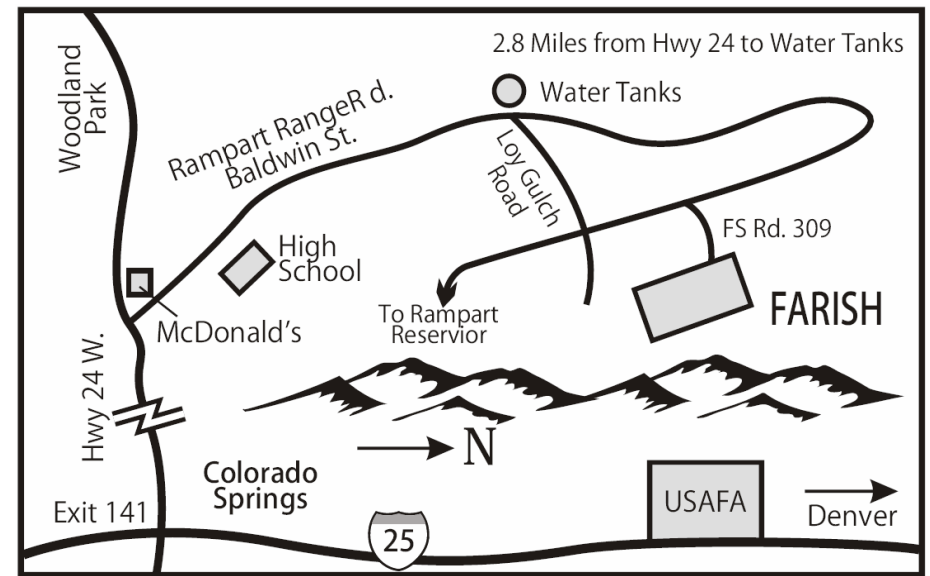 2.8 Miles from Hwy 24 to Water Tanks
Woodland
Park
Water Tanks
Rampart RangeR d.
Baldwin St.
Loy Gulch
Road
FS Rd. 309
High
School
FARISH
To Rampart
Reservior
McDonald's
Hwy 24 W.
N
Colorado
Springs
USAFA
Exit 141
Denver
25